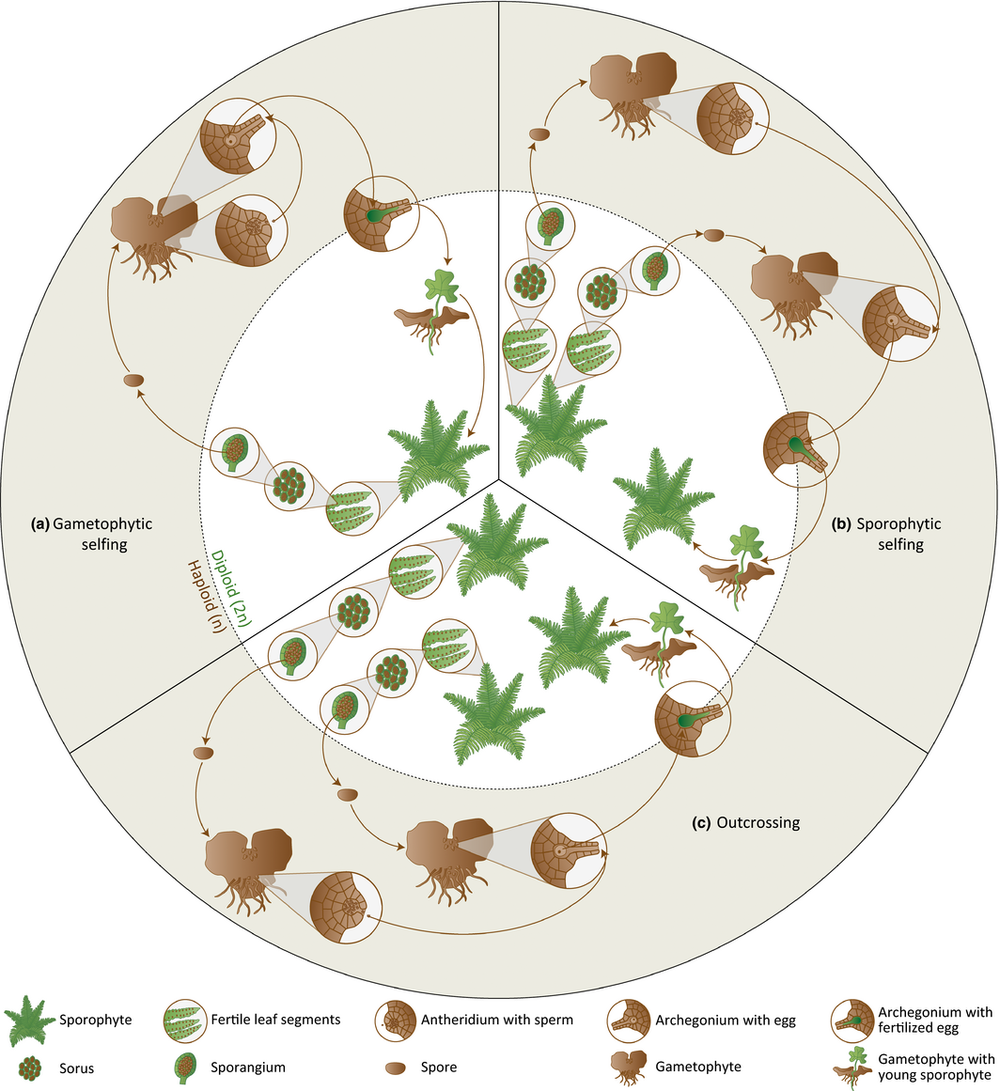 (a) Gametophytic
selfing
(b) Sporophytic
selfing
Diploid (2n)
Haploid (n)
(c) Outcrossing
Sporophyte
Fertile leaf segments
Antheridium with sperm
Archegonium with egg
Archegonium with
fertilized egg
Sorus
Sporangium
Spore
Gametophyte
Gametophyte with
young sporophyte